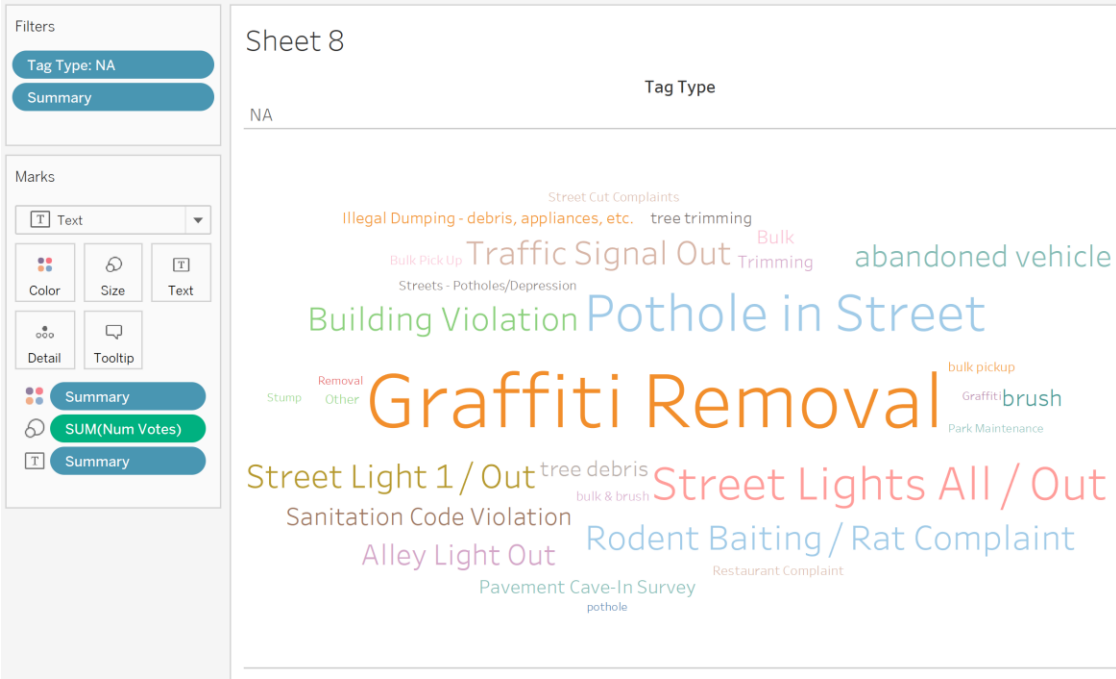 Filters
Tag Type: NA
Summary
Marks
T Text
Color Size T Text
Detail Tooltip
Summary
SUM(Num Votes)
T Summary
Sheet 8
Tag Type
NA
Street Cut Complaints
Illegal Dumping - debris, appliances, etc. tree trimming
Bulk
Bulk Pick Up Traffic Signal Out Trimming abandoned vehicle
Streets - Potholes/Depression
Building Violation Pothole in Street
bulk pickup
Removal
Stump Other Graffiti Removal Graffiti brush
Park Maintenance
Street Light 1 / Out tree debris Street Lights All / Out
bulk & brush
Sanitation Code Violation
Alley Light Out Rodent Baiting / Rat Complaint
Restaurant Complaint
Pavement Cave-In Survey
pothole